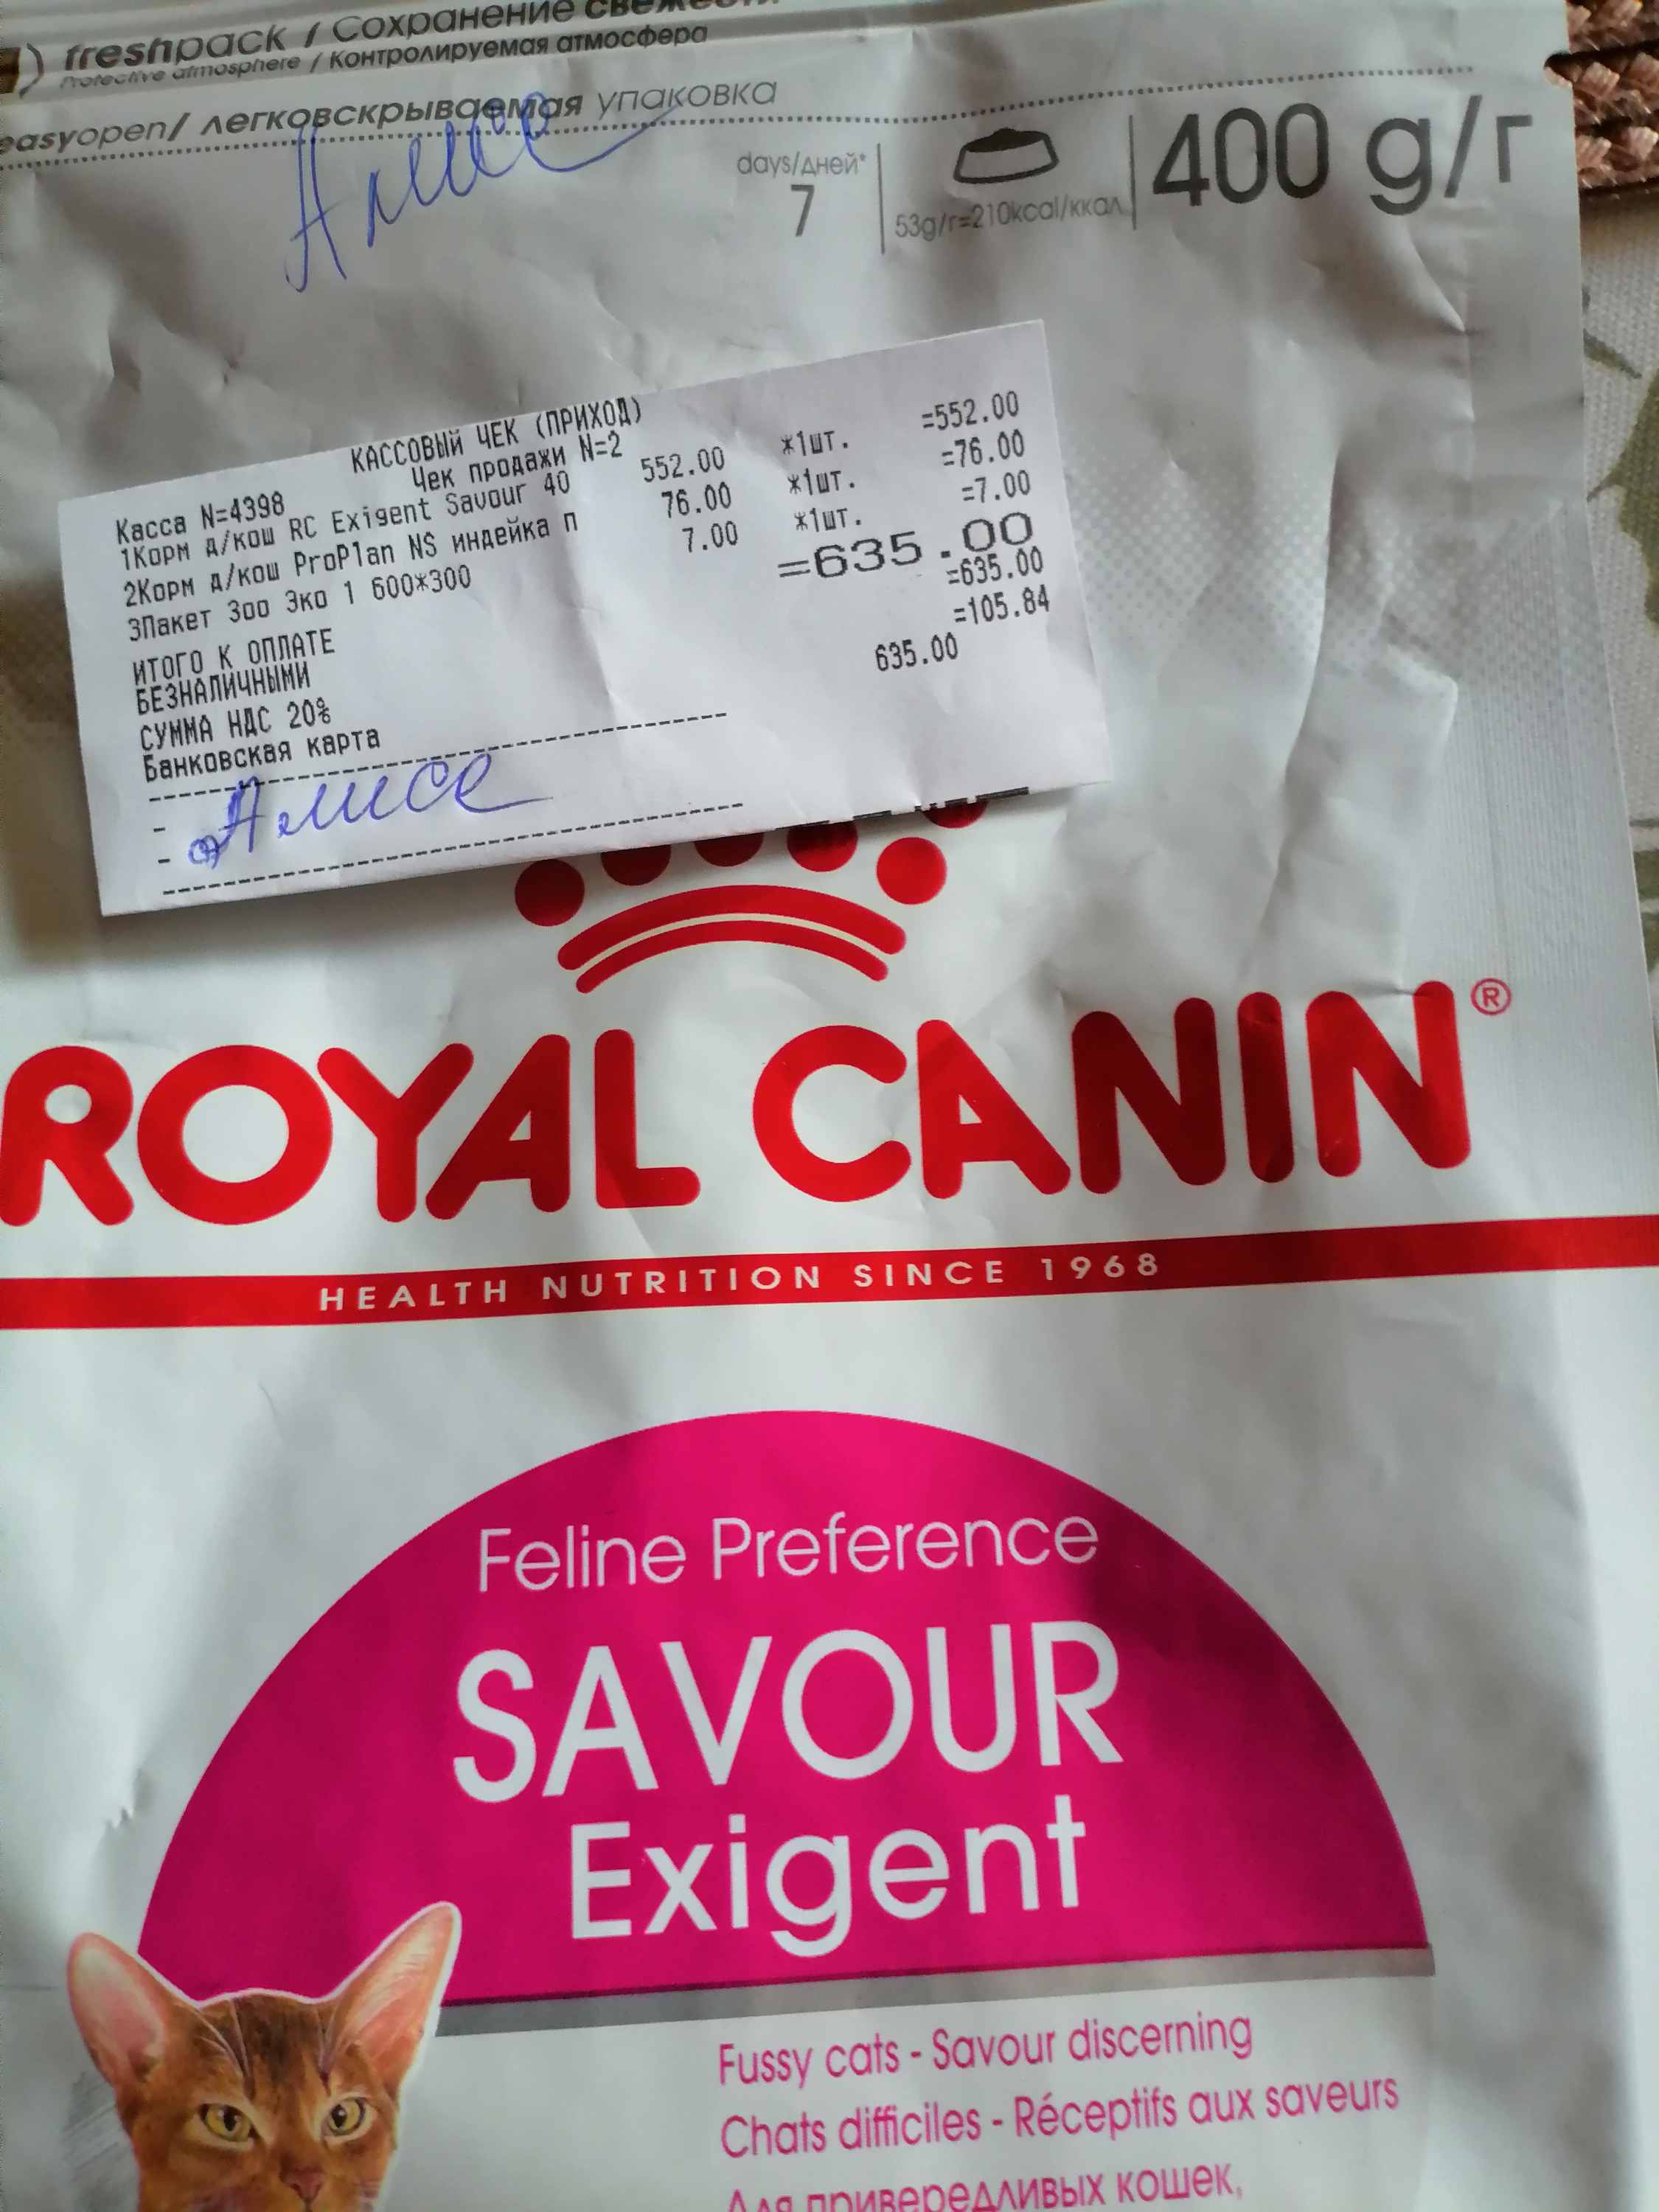 freshpack / Сохранение свежести
Protective atmosphere / Контролируемая атмосфера
easyopen/ легковскрываемая упаковка
Алисе
days/дней*
7
53g/г=210kcal/ккал
400 g/г
КАССОВЫЙ ЧЕК (ПРИХОД)
Чек продажи N=2
Касса N=4398
1Корм д/кош RC Exigent Savour 40 552.00 *1шт. =552.00
2Корм д/кош ProPlan NS индейка п 76.00 *1шт. =76.00
3Пакет Зоо Эко 1 600*300 7.00 *1шт. =7.00
ИТОГО К ОПЛАТЕ =635.00
БЕЗНАЛИЧНЫМИ =635.00
СУММА НДС 20% =105.84
Банковская карта 635.00
Алисе
ROYAL CANIN®
HEALTH NUTRITION SINCE 1968
Feline Preference
SAVOUR
Exigent
Fussy cats - Savour discerning
Chats difficiles - Réceptifs aux saveurs
Для привередливых кошек,